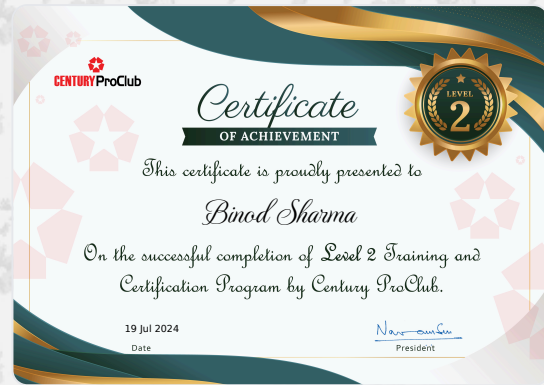 CENTURY ProClub
LEVEL
2
Certificate
OF ACHIEVEMENT
This certificate is proudly presented to
Binod Sharma
On the successful completion of Level 2 Training and
Certification Program by Century ProClub.
19 Jul 2024
Date
President